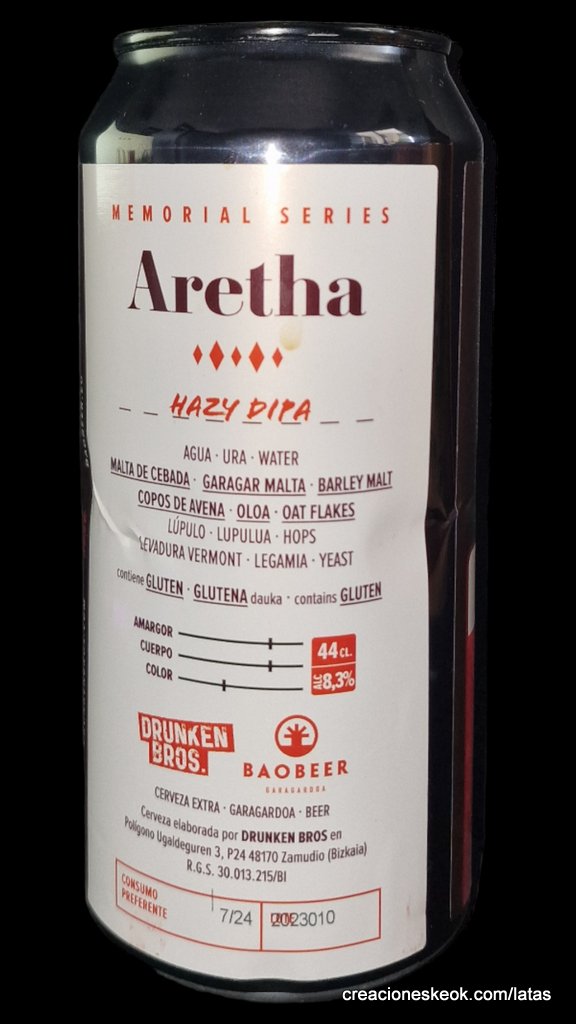 MEMORIAL SERIES
Aretha
HAZY DIPA
AGUA · URA · WATER
MALTA DE CEBADA · GARAGAR MALTA · BARLEY MALT
COPOS DE AVENA · OLOA · OAT FLAKES
LÚPULO · LUPULUA · HOPS
LEVADURA VERMONT · LEGAMIA · YEAST
contiene GLUTEN · GLUTENA dauka · contains GLUTEN
AMARGOR
CUERPO
COLOR
44 CL.
ALC 8,3%
DRUNKEN
BROS.
BAOBEER
GARAGARDOA
CERVEZA EXTRA · GARAGARDOA · BEER
Cerveza elaborada por DRUNKEN BROS en
Polígono Ugaldeguren 3, P24 48170 Zamudio (Bizkaia)
R.G.S. 30.013.215/BI
CONSUMO
PREFERENTE
7/24
2023010
creacioneskeok.com/latas